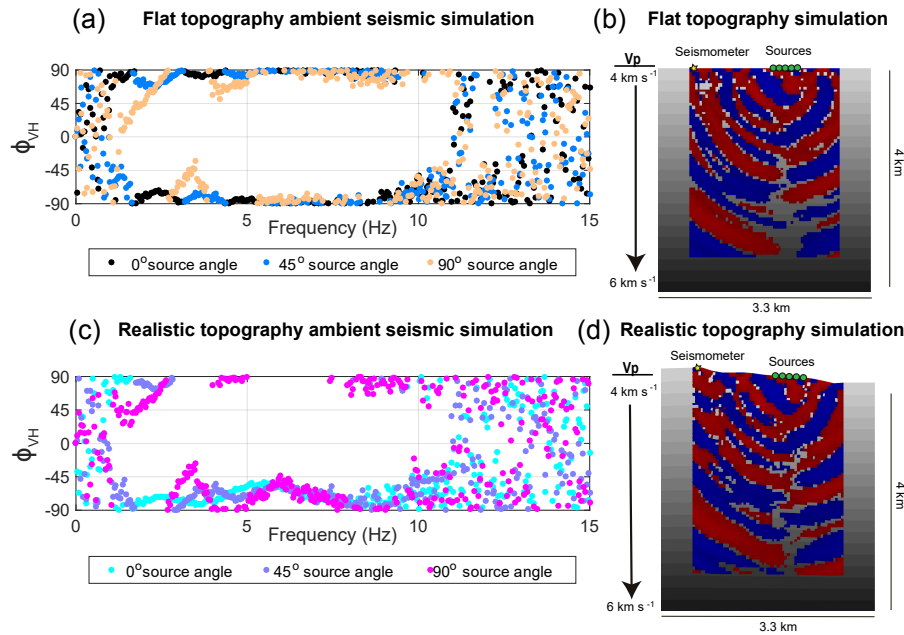 (a) Flat topography ambient seismic simulation
90
45
0
-45
-90
ϕVH
0 5 10 15
Frequency (Hz)
0°source angle 45° source angle 90° source angle
(b) Flat topography simulation
Seismometer Sources
Vp
4 km s⁻¹
6 km s⁻¹
4 km
3.3 km
(c) Realistic topography ambient seismic simulation
90
45
0
-45
-90
ϕVH
0 5 10 15
Frequency (Hz)
0°source angle 45° source angle 90° source angle
(d) Realistic topography simulation
Seismometer Sources
Vp
4 km s⁻¹
6 km s⁻¹
4 km
3.3 km